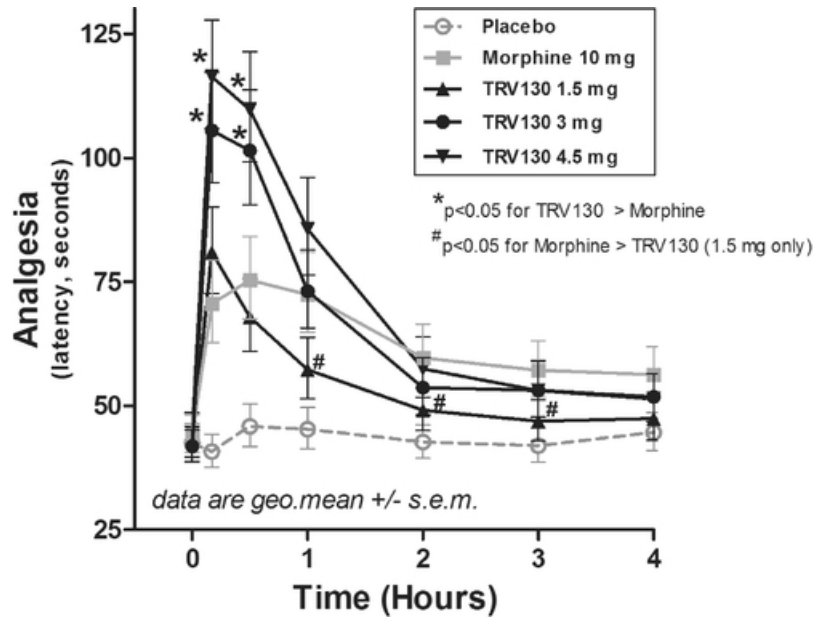 125
100
75
50
25
Analgesia
(latency, seconds)
Placebo
Morphine 10 mg
TRV130 1.5 mg
TRV130 3 mg
TRV130 4.5 mg
*p<0.05 for TRV130 > Morphine
#p<0.05 for Morphine > TRV130 (1.5 mg only)
* *
* *
#
# #
data are geo.mean +/- s.e.m.
0 1 2 3 4
Time (Hours)